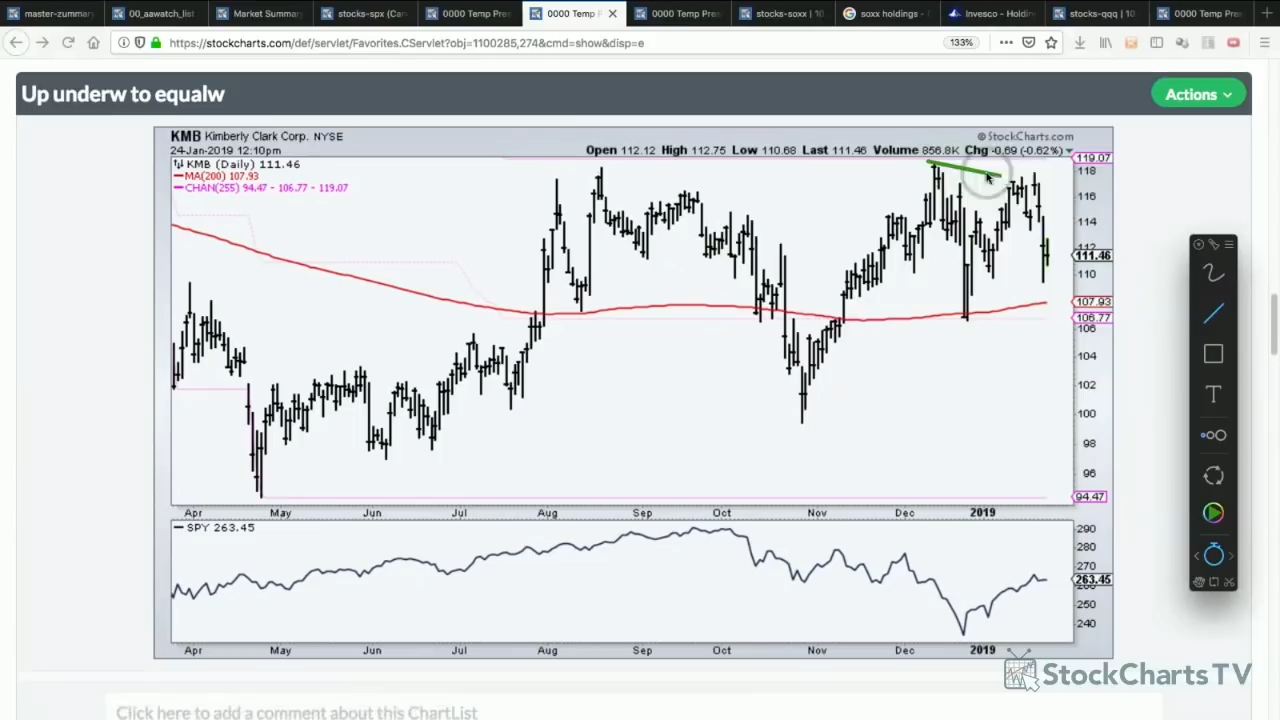 master-zummary
00_aawatch_list
Market Summar
stocks-spx (Car
0000 Temp Pre
0000 Temp P
0000 Temp Pre
stocks-soxx | 10
soxx holdings -
Invesco - Holdin
stocks-qqq | 10
0000 Temp Pre
https://stockcharts.com/def/servlet/Favorites.CServlet?obj=1100285,274&cmd=show&disp=e
133%
Up underw to equalw
Actions
KMB Kimberly Clark Corp. NYSE
© StockCharts.com
24-Jan-2019 12:10pm
Open 112.12 High 112.75 Low 110.68 Last 111.46 Volume 856.8K Chg -0.69 (-0.62%)
KMB (Daily) 111.46
MA(200) 107.93
CHAN(255) 94.47 - 106.77 - 119.07
119.07
118
116
114
112
111.46
110
107.93
106.77
106
104
102
100
98
96
94.47
Apr May Jun Jul Aug Sep Oct Nov Dec 2019
SPY 263.45
290
280
270
263.45
250
240
Apr May Jun Jul Aug Sep Oct Nov Dec 2019
T
StockCharts TV
Click here to add a comment about this ChartList